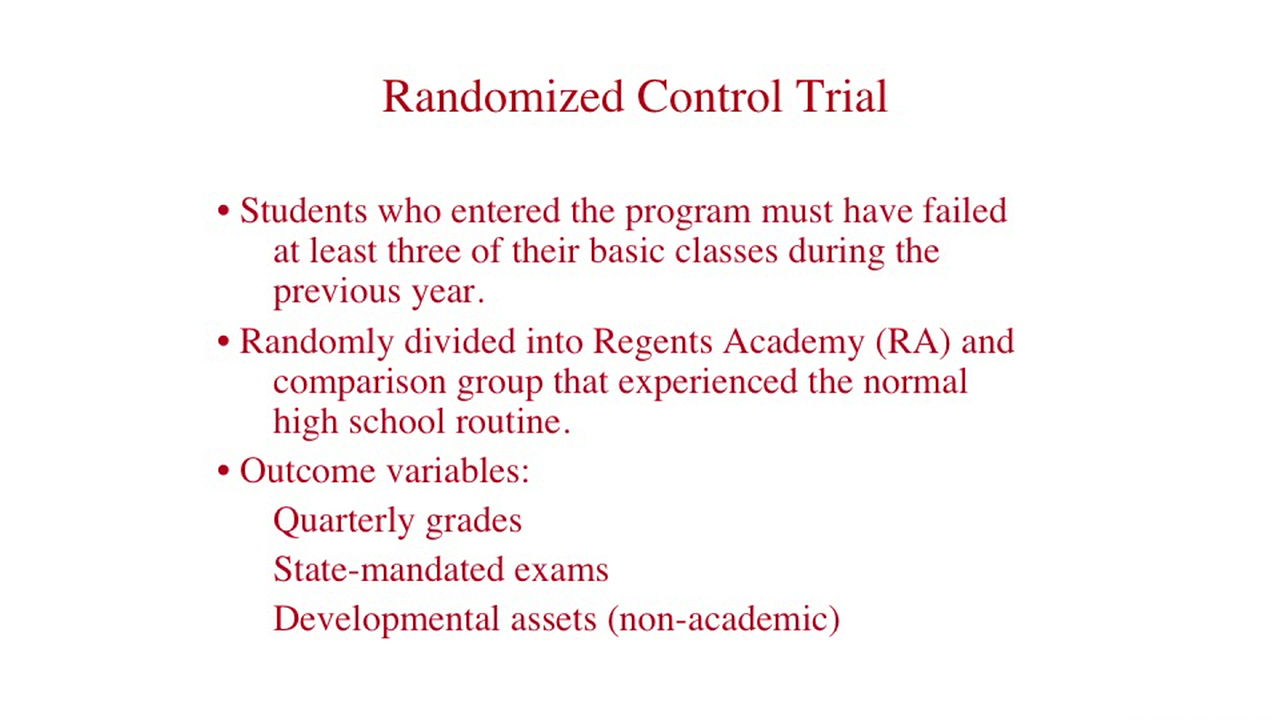 Randomized Control Trial
• Students who entered the program must have failed
at least three of their basic classes during the
previous year.
• Randomly divided into Regents Academy (RA) and
comparison group that experienced the normal
high school routine.
• Outcome variables:
Quarterly grades
State-mandated exams
Developmental assets (non-academic)